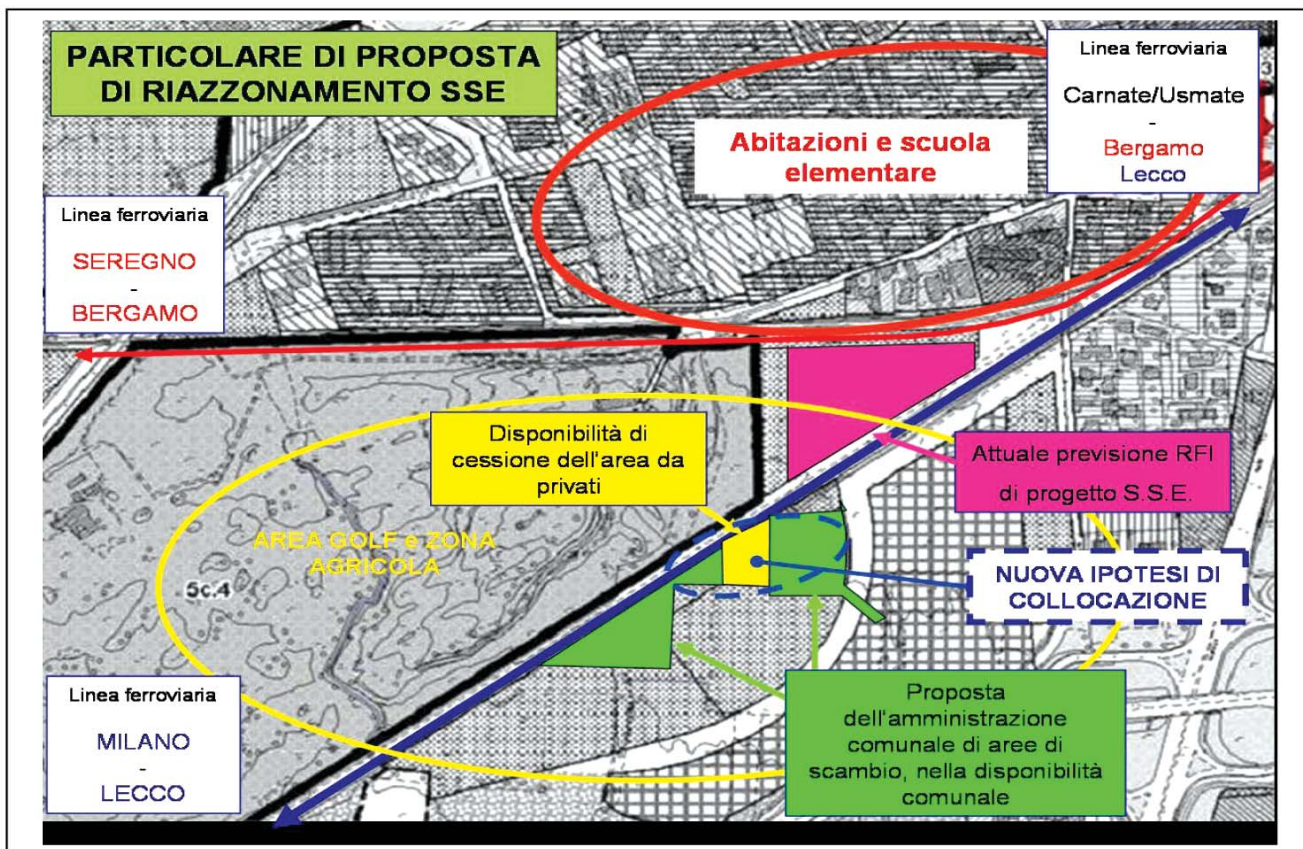 PARTICOLARE DI PROPOSTA
DI RIAZZONAMENTO SSE
Linea ferroviaria
Carnate/Usmate
-
Bergamo
Lecco
3
Abitazioni e scuola
elementare
Linea ferroviaria
SEREGNO
-
BERGAMO
Disponibilità di
cessione dell'area da
privati
Attuale previsione RFI
di progetto S.S.E.
AREA GOLF e ZONA
AGRICOLA
5c.4
NUOVA IPOTESI DI
COLLOCAZIONE
Linea ferroviaria
MILANO
-
LECCO
Proposta
dell'amministrazione
comunale di aree di
scambio, nella disponibilità
comunale